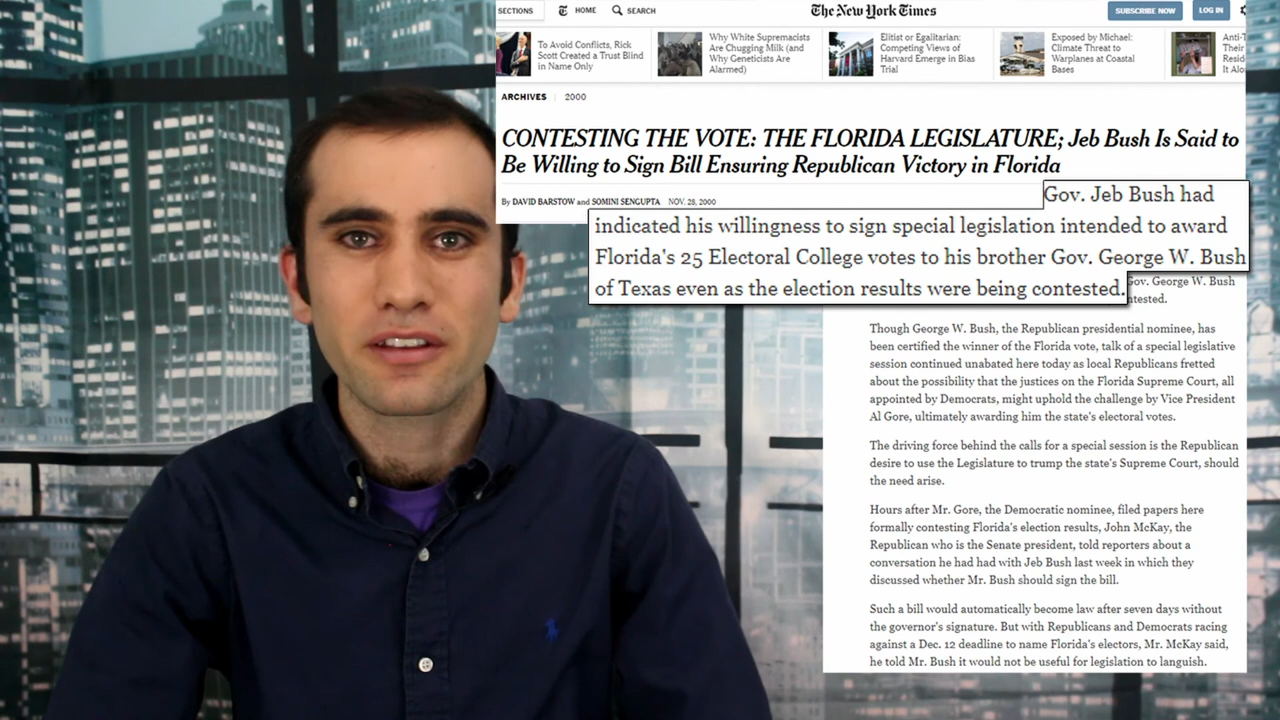 SECTIONS
HOME
SEARCH
The New York Times
SUBSCRIBE NOW
LOG IN
To Avoid Conflicts, Rick
Scott Created a Trust Blind
in Name Only
Why White Supremacists
Are Chugging Milk (and
Why Geneticists Are
Alarmed)
Elitist or Egalitarian:
Competing Views of
Harvard Emerge in Bias
Trial
Exposed by Michael:
Climate Threat to
Warplanes at Coastal
Bases
Their
ARCHIVES | 2000
CONTESTING THE VOTE: THE FLORIDA LEGISLATURE; Jeb Bush Is Said to
Be Willing to Sign Bill Ensuring Republican Victory in Florida
By DAVID BARSTOW and SOMINI SENGUPTA NOV. 28, 2000
Gov. Jeb Bush had
indicated his willingness to sign special legislation intended to award
Florida's 25 Electoral College votes to his brother Gov. George W. Bush
of Texas even as the election results were being contested.
Gov. George W. Bush
ntested.
Though George W. Bush, the Republican presidential nominee, has
been certified the winner of the Florida vote, talk of a special legislative
session continued unabated here today as local Republicans fretted
about the possibility that the justices on the Florida Supreme Court, all
appointed by Democrats, might uphold the challenge by Vice President
Al Gore, ultimately awarding him the state's electoral votes.
The driving force behind the calls for a special session is the Republican
desire to use the Legislature to trump the state's Supreme Court, should
the need arise.
Hours after Mr. Gore, the Democratic nominee, filed papers here
formally contesting Florida's election results, John McKay, the
Republican who is the Senate president, told reporters about a
conversation he had had with Jeb Bush last week in which they
discussed whether Mr. Bush should sign the bill.
Such a bill would automatically become law after seven days without
the governor's signature. But with Republicans and Democrats racing
against a Dec. 12 deadline to name Florida's electors, Mr. McKay said,
he told Mr. Bush it would not be useful for legislation to languish.